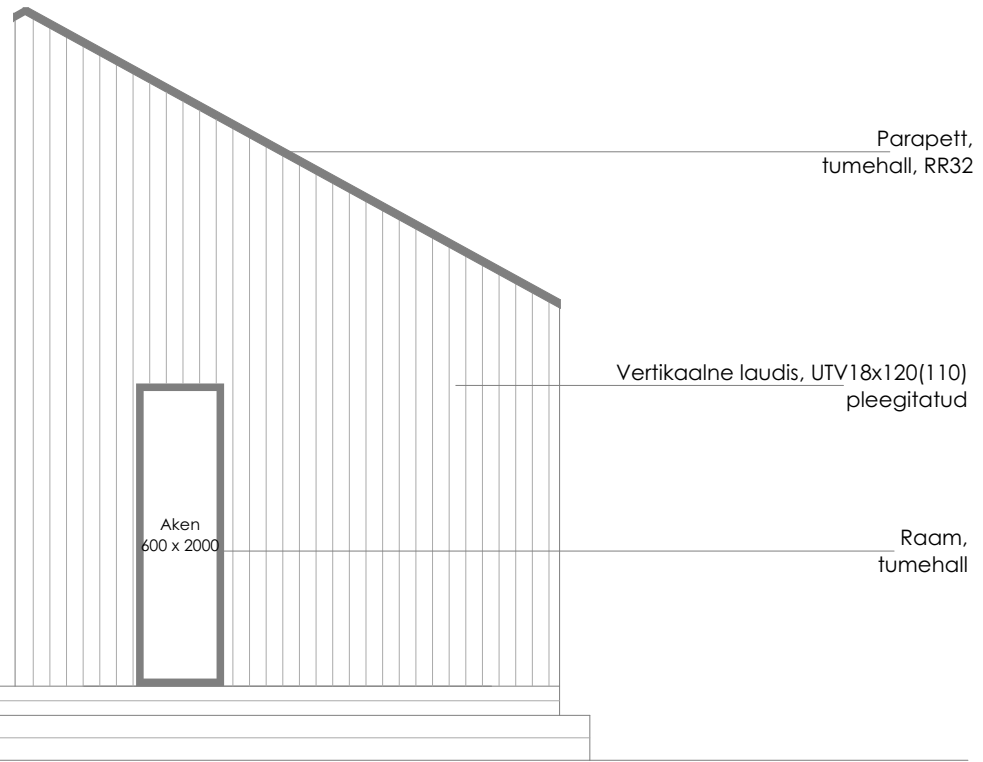 Parapett,
tumehall, RR32
Vertikaalne laudis, UTV18x120(110)
pleegitatud
Aken
600 x 2000
Raam,
tumehall